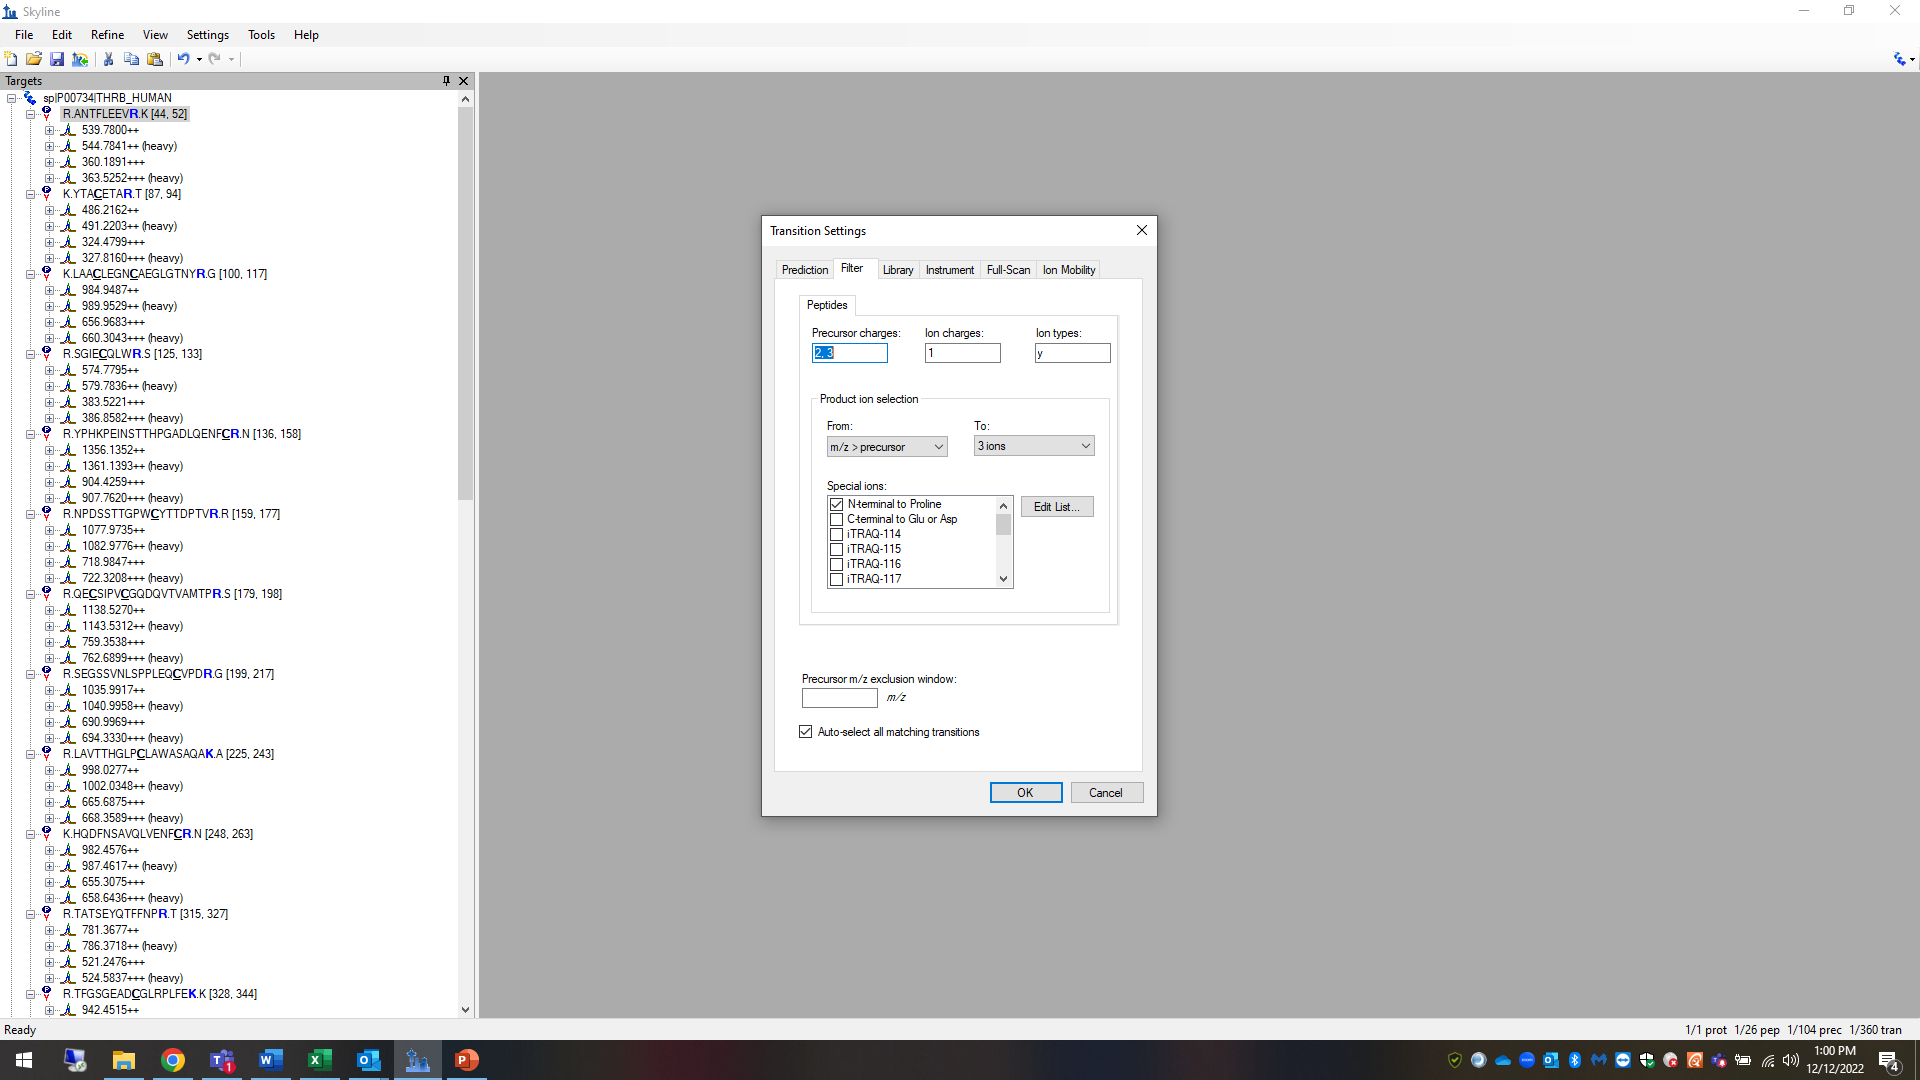 Skyline
File Edit Refine View Settings Tools Help
Targets
sp|P00734|THRB_HUMAN
R.ANTFLEEVR.K [44, 52]
539.7800++
544.7841++ (heavy)
360.1891+++
363.5252+++ (heavy)
K.YTACETAR.T [87, 94]
486.2162++
491.2203++ (heavy)
324.4799+++
327.8160+++ (heavy)
K.LAACLEGNCAEGLGTNYR.G [100, 117]
984.9487++
989.9529++ (heavy)
656.9683+++
660.3043+++ (heavy)
R.SGIECQLWR.S [125, 133]
574.7795++
579.7836++ (heavy)
383.5221+++
386.8582+++ (heavy)
R.YPHKPEINSTTHPGADLQENFCR.N [136, 158]
1356.1352++
1361.1393++ (heavy)
904.4259+++
907.7620+++ (heavy)
R.NPDSSTTGPWCYTTDPTVR.R [159, 177]
1077.9735++
1082.9776++ (heavy)
718.9847+++
722.3208+++ (heavy)
R.QECSIPVCGQDQVTVAMTPR.S [179, 198]
1138.5270++
1143.5312++ (heavy)
759.3538+++
762.6899+++ (heavy)
R.SEGSSVNLSPPLEQCVPDR.G [199, 217]
1035.9917++
1040.9958++ (heavy)
690.9969+++
694.3330+++ (heavy)
R.LAVTTHGLPCLAWASAQAK.A [225, 243]
998.0277++
1002.0348++ (heavy)
665.6875+++
668.3589+++ (heavy)
K.HQDFNSAVQLVENFCR.N [248, 263]
982.4576++
987.4617++ (heavy)
655.3075+++
658.6436+++ (heavy)
R.TATSEYQTFFNPR.T [315, 327]
781.3677++
786.3718++ (heavy)
521.2476+++
524.5837+++ (heavy)
R.TFGSGEADCGLRPLFEK.K [328, 344]
942.4515++
Transition Settings
Prediction Filter Library Instrument Full-Scan Ion Mobility
Peptides
Precursor charges: Ion charges: Ion types:
2, 3 1 y
Product ion selection
From: To:
m/z > precursor 3 ions
Special ions:
N-terminal to Proline Edit List...
C-terminal to Glu or Asp
iTRAQ-114
iTRAQ-115
iTRAQ-116
iTRAQ-117
Precursor m/z exclusion window:
m/z
Auto-select all matching transitions
OK Cancel
Ready 1/1 prot 1/26 pep 1/104 prec 1/360 tran
1:00 PM
12/12/2022
1
4